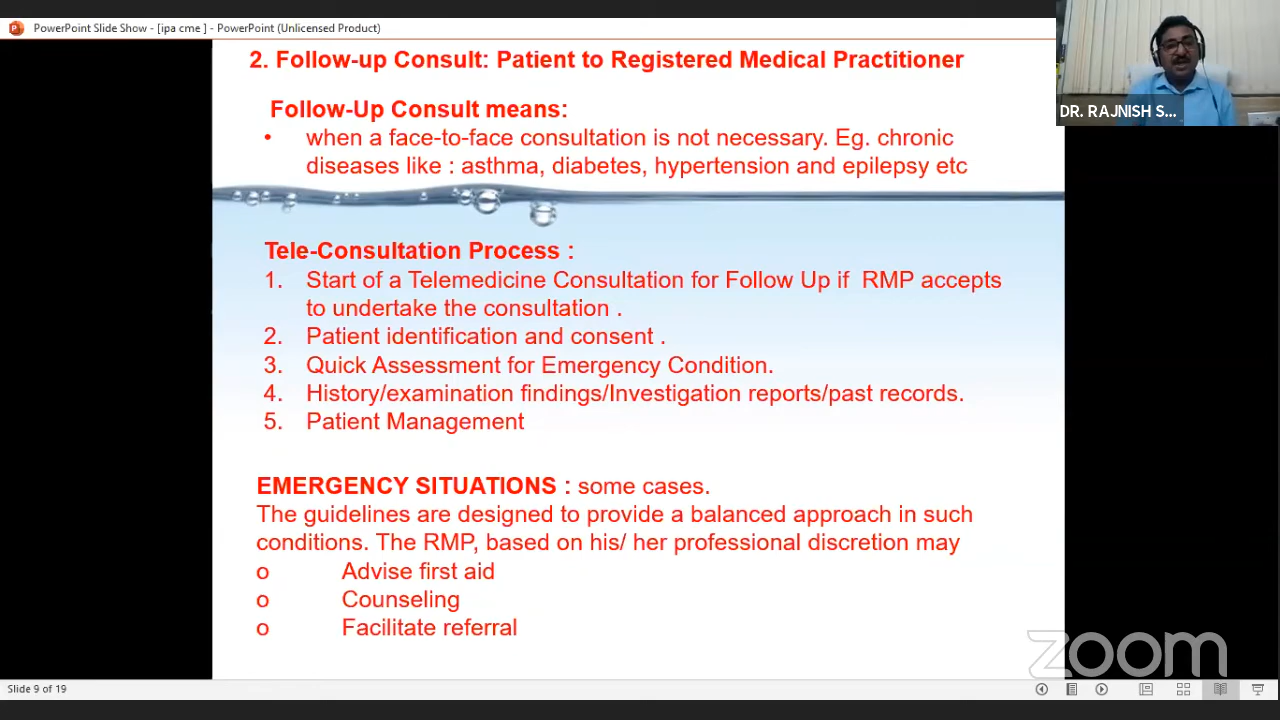 PowerPoint Slide Show - [ipa cme ] - PowerPoint (Unlicensed Product)
2. Follow-up Consult: Patient to Registered Medical Practitioner
DR. RAJNISH S...
Follow-Up Consult means:
• when a face-to-face consultation is not necessary. Eg. chronic
diseases like : asthma, diabetes, hypertension and epilepsy etc
Tele-Consultation Process :
1. Start of a Telemedicine Consultation for Follow Up if RMP accepts
to undertake the consultation .
2. Patient identification and consent .
3. Quick Assessment for Emergency Condition.
4. History/examination findings/Investigation reports/past records.
5. Patient Management
EMERGENCY SITUATIONS : some cases.
The guidelines are designed to provide a balanced approach in such
conditions. The RMP, based on his/ her professional discretion may
o Advise first aid
o Counseling
o Facilitate referral
zoom
Slide 9 of 19